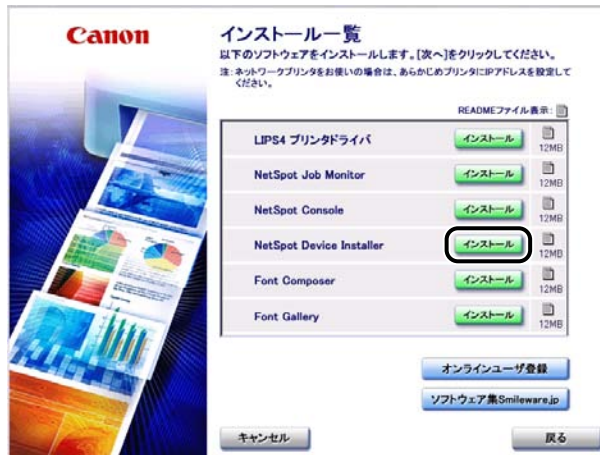 Canon
インストール一覧
以下のソフトウェアをインストールします。[次へ]をクリックしてください。
注:ネットワークプリンタをお使いの場合は、あらかじめプリンタにIPアドレスを設定して
ください。
READMEファイル表示:
LIPS4 プリンタドライバ インストール 12MB
NetSpot Job Monitor インストール 12MB
NetSpot Console インストール 12MB
NetSpot Device Installer インストール 12MB
Font Composer インストール 12MB
Font Gallery インストール 12MB
オンラインユーザ登録
ソフトウェア集Smileware.jp
キャンセル 戻る